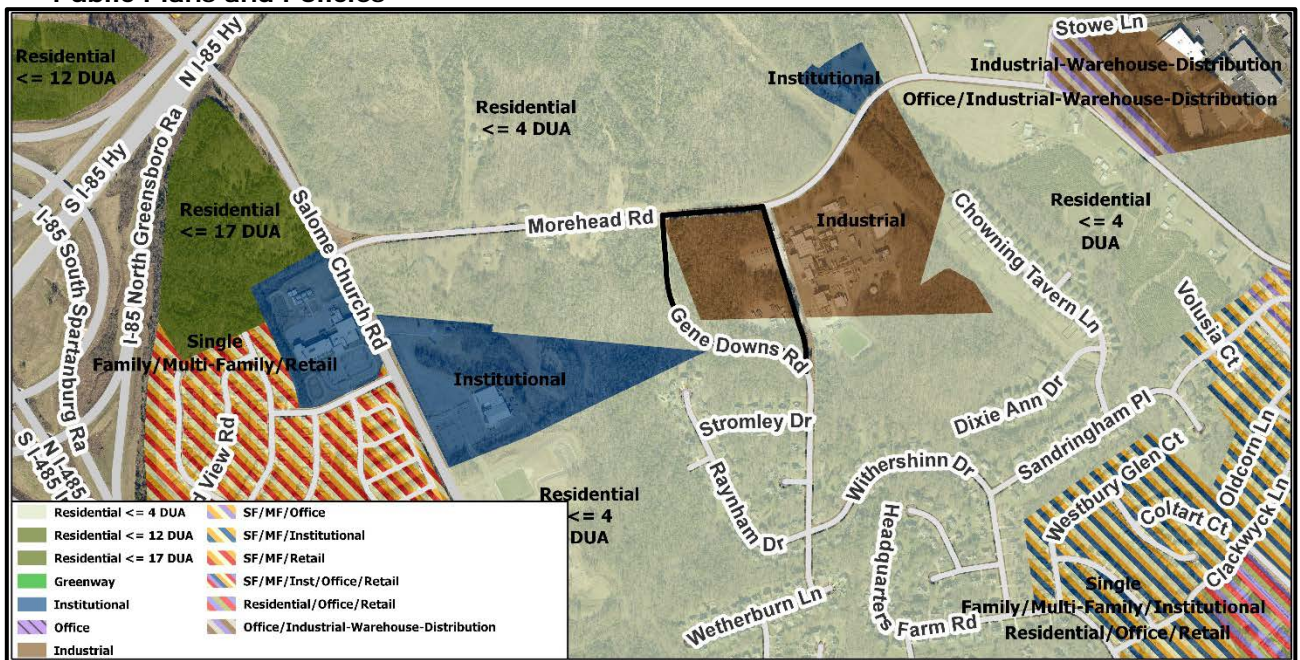 Public Plans and Policies
Stowe Ln
Residential
<= 12 DUA
N I-85 Hy
S I-85 Hy
I-85 South Spartanburg Ra
I-85 North Greensboro Ra
S I-485
N I-485
Residential
<= 4 DUA
Institutional
Industrial-Warehouse-Distribution
Office/Industrial-Warehouse-Distribution
Residential
<= 17 DUA
Salome Church Rd
Morehead Rd
Industrial
Residential
<= 4
DUA
Chowning Tavern Ln
Volusia Ct
Single
Family/Multi-Family/Retail
Institutional
Gene Downs Rd
Dixie Ann Dr
Sandringham Pl
Stromley Dr
Raynham Dr
Withershinn Dr
Westbury Glen Ct
Oldcorn Ln
Coltart Ct
Clackwyck Ln
d View Rd
Residential
<= 4
DUA
Headquarters Farm Rd
Wetherburn Ln
Single
Family/Multi-Family/Institutional
Residential/Office/Retail
Residential <= 4 DUA
Residential <= 12 DUA
Residential <= 17 DUA
Greenway
Institutional
Office
Industrial
SF/MF/Office
SF/MF/Institutional
SF/MF/Retail
SF/MF/Inst/Office/Retail
Residential/Office/Retail
Office/Industrial-Warehouse-Distribution